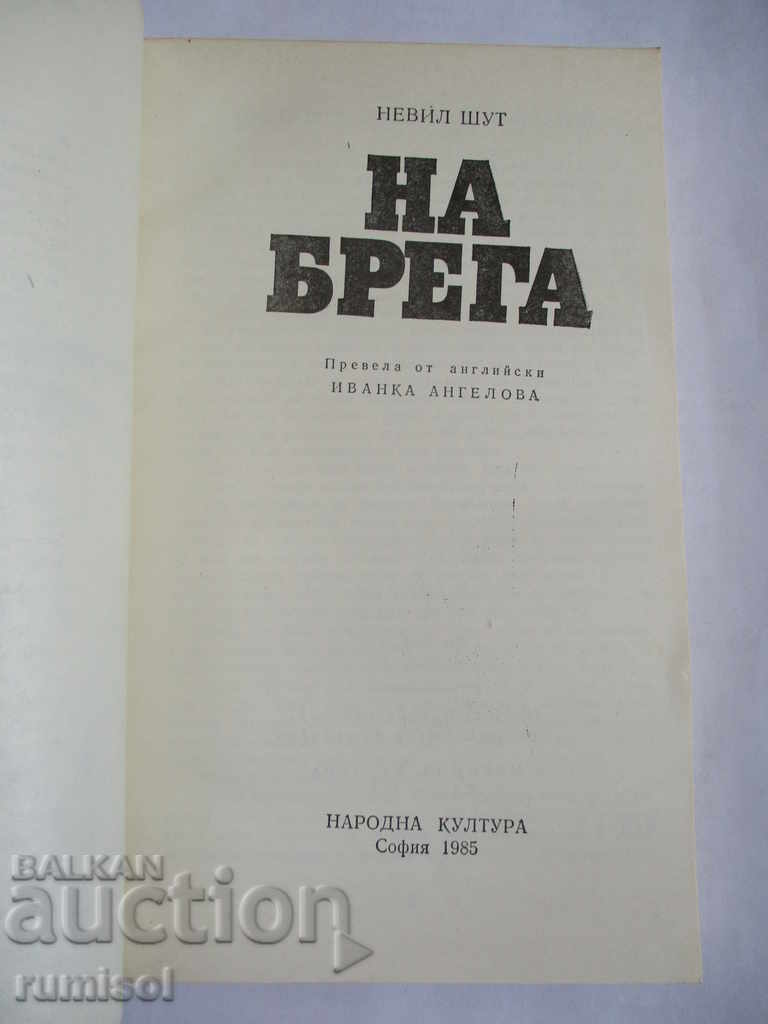 НЕВИЛ ШУТ
НА
БРЕГА
Превела от английски
ИВАНКА АНГЕЛОВА
НАРОДНА КУЛТУРА
София 1985
BALKAN
auction
rumisol